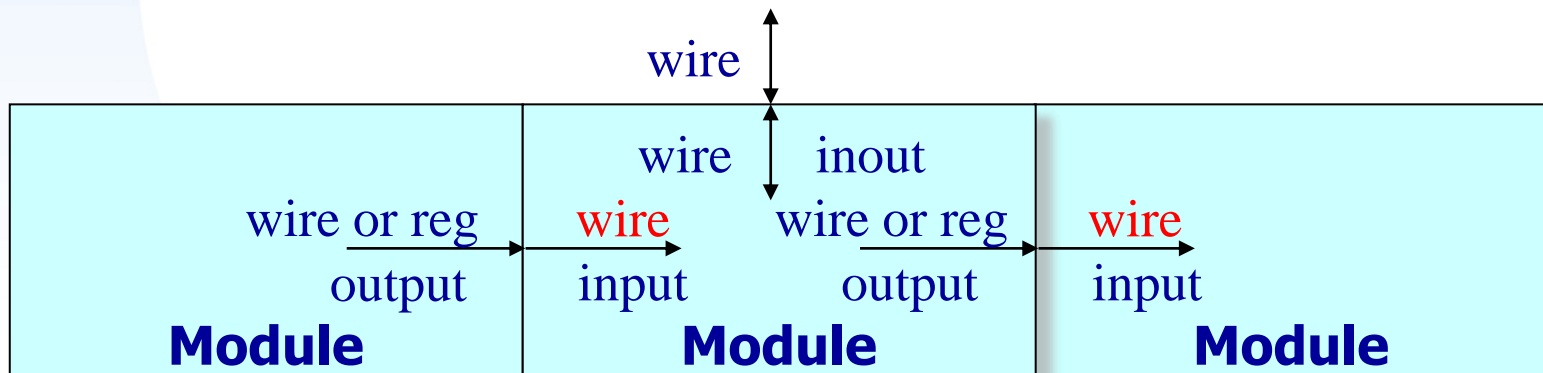 wire
wire inout
wire or reg wire wire or reg wire
output input output input
Module Module Module